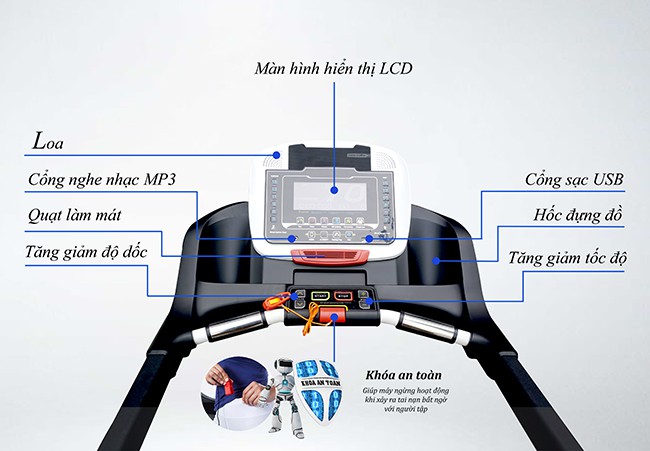 Màn hình hiển thị LCD
Loa
Cổng nghe nhạc MP3
Cổng sạc USB
Quạt làm mát
Hốc đựng đồ
Tăng giảm độ dốc
Tăng giảm tốc độ
START
STOP
KHÓA AN TOÀN
Khóa an toàn
Giúp máy ngừng hoạt động
khi xảy ra tai nạn bất ngờ
với người tập